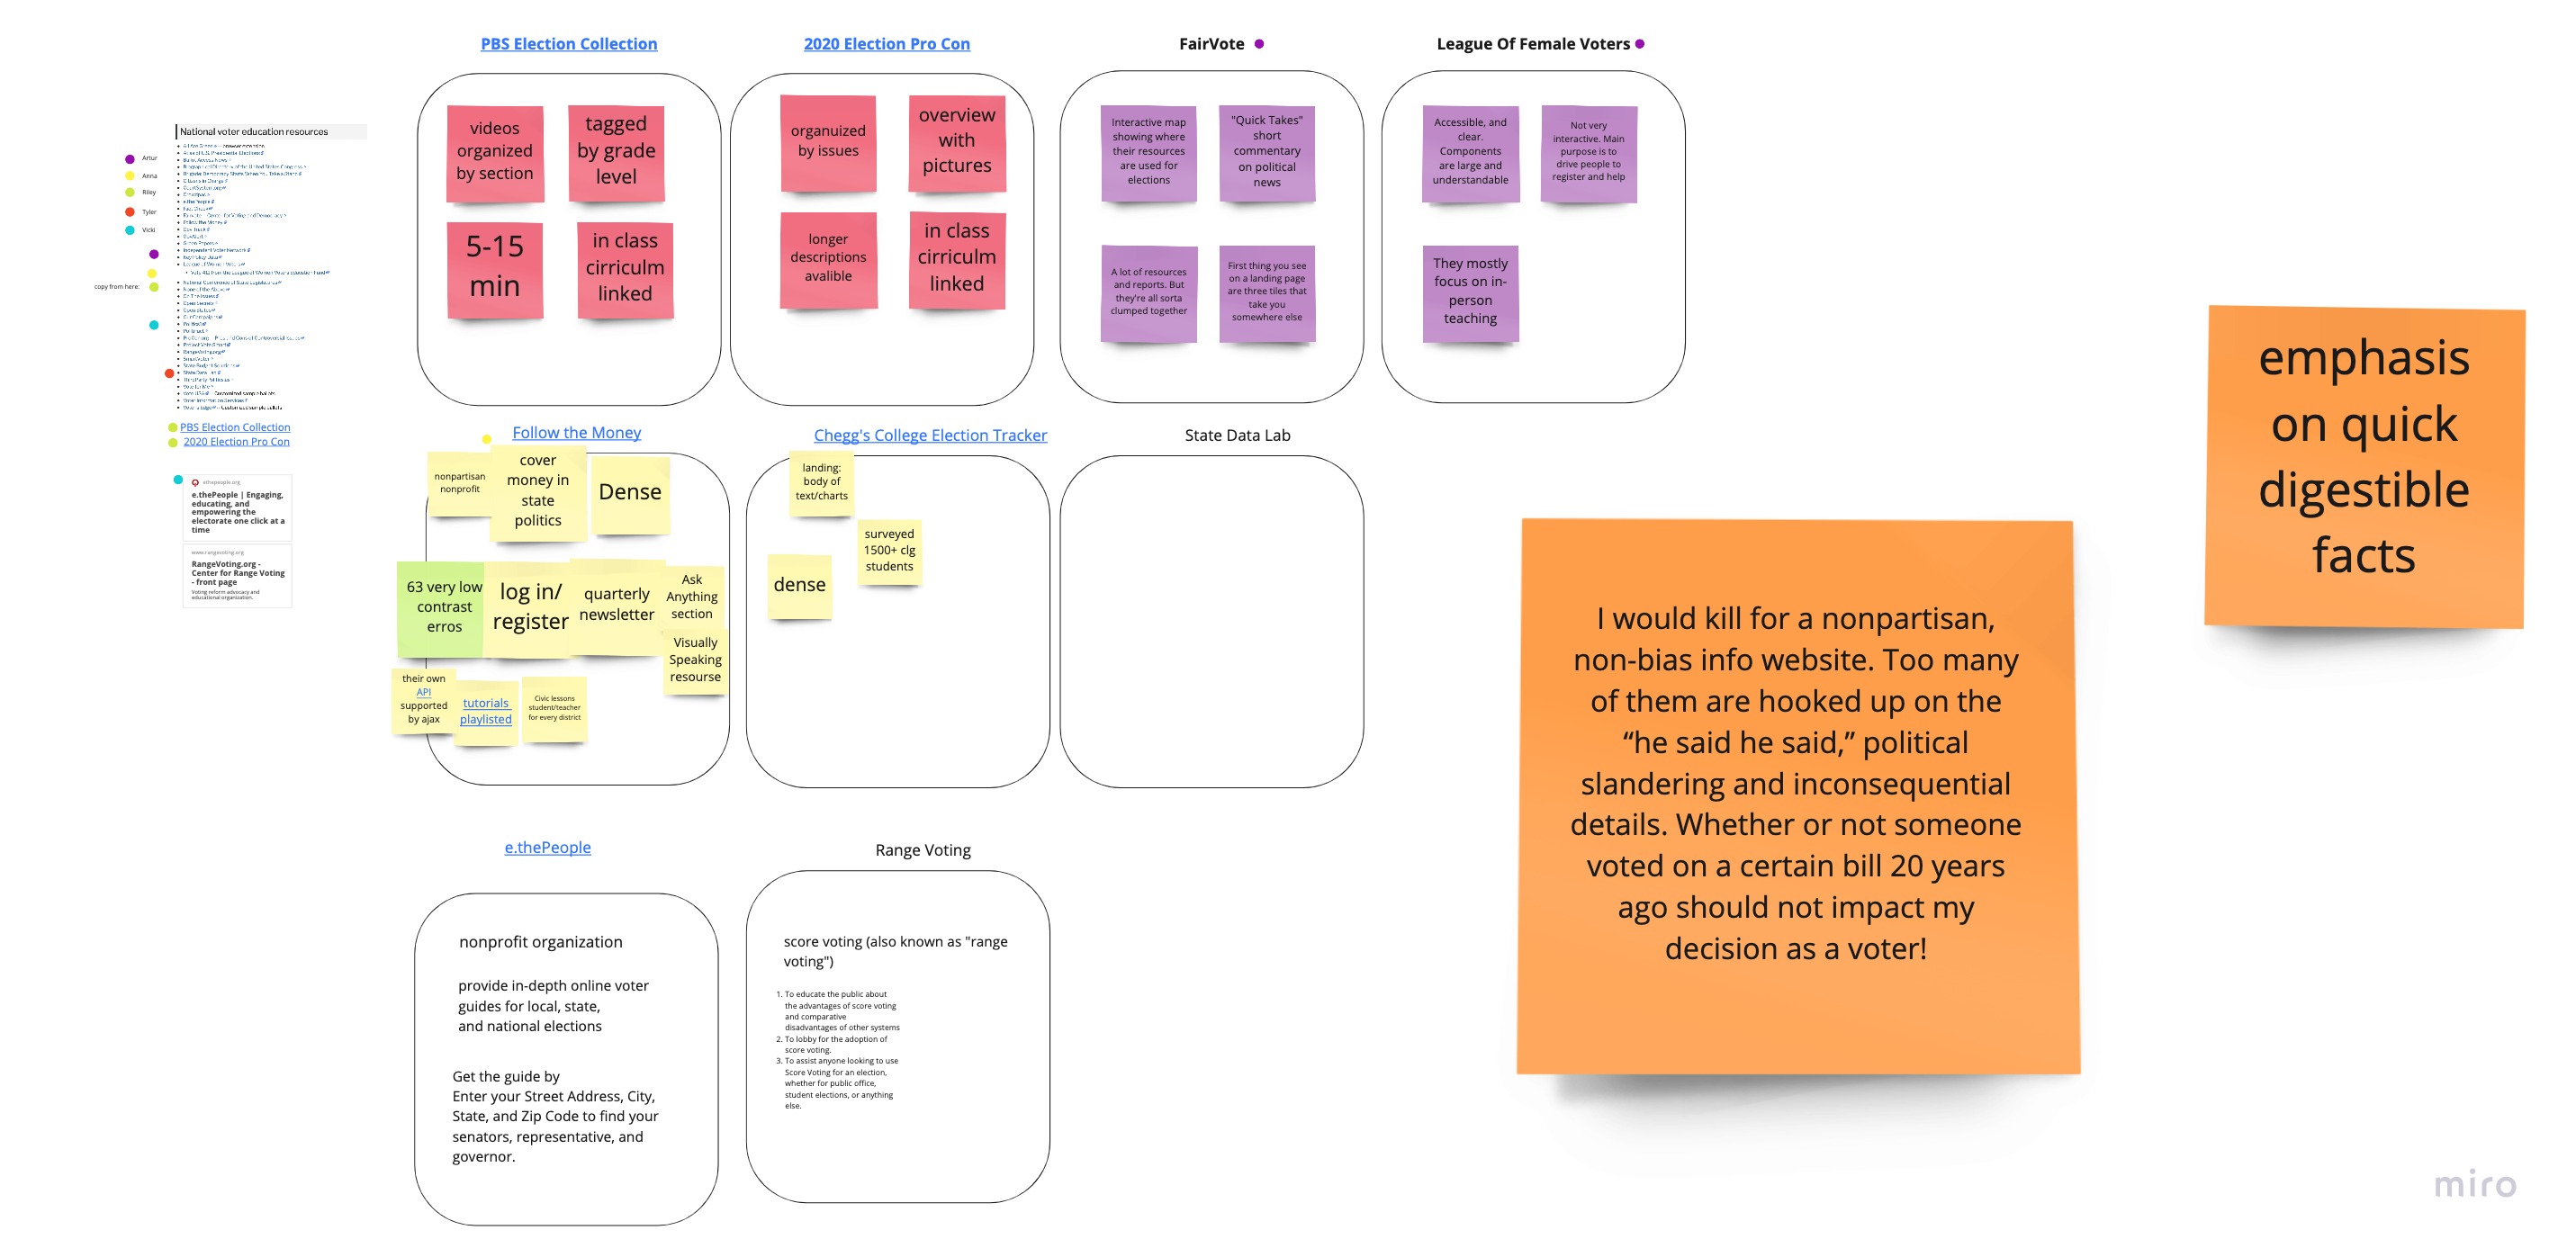 PBS Election Collection
2020 Election Pro Con
FairVote
League Of Female Voters
National voter education resources
Artur
Anna
Riley
Tyler
Vicki
copy from here:
PBS Election Collection
2020 Election Pro Con
ethepeople.org
e.thePeople | Engaging,
educating, and
empowering the
electorate one click at a
time
www.rangevoting.org
RangeVoting.org -
Center for Range Voting
- front page
Voting reform advocacy and
educational organization.
videos
organized
by section
tagged
by grade
level
5-15
min
in class
cirriculm
linked
organuized
by issues
overview
with
pictures
longer
descriptions
avalible
in class
cirriculm
linked
Interactive map
showing where
their resources
are used for
elections
"Quick Takes"
short
commentary
on political
news
A lot of resources
and reports. But
they're all sorta
clumped together
First thing you see
on a landing page
are three tiles that
take you
somewhere else
Accessible, and
clear.
Components
are large and
understandable
Not very
interactive. Main
purpose is to
drive people to
register and help
They mostly
focus on in-
person
teaching
Follow the Money
nonpartisan
nonprofit
cover
money in
state
politics
Dense
63 very low
contrast
erros
log in/
register
quarterly
newsletter
Ask
Anything
section
Visually
Speaking
resourse
their own
API
supported
by ajax
tutorials
playlisted
Civic lessons
student/teacher
for every district
Chegg's College Election Tracker
landing:
body of
text/charts
surveyed
1500+ clg
students
dense
State Data Lab
e.thePeople
nonprofit organization
provide in-depth online voter
guides for local, state,
and national elections
Get the guide by
Enter your Street Address, City,
State, and Zip Code to find your
senators, representative, and
governor.
Range Voting
score voting (also known as "range
voting")
1. To educate the public about
the advantages of score voting
and comparative
disadvantages of other systems
2. To lobby for the adoption of
score voting.
3. To assist anyone looking to use
Score Voting for an election,
whether for public office,
student elections, or anything
else.
I would kill for a nonpartisan,
non-bias info website. Too many
of them are hooked up on the
“he said he said,” political
slandering and inconsequential
details. Whether or not someone
voted on a certain bill 20 years
ago should not impact my
decision as a voter!
emphasis
on quick
digestible
facts
miro